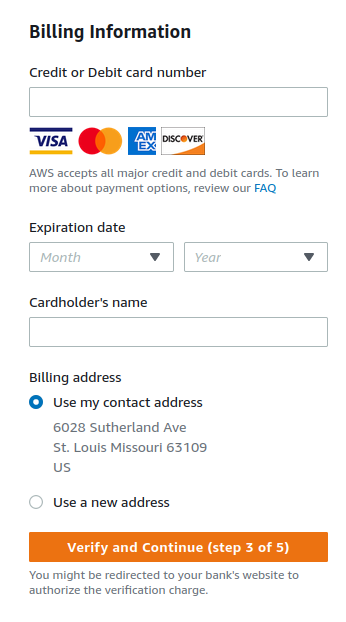 Billing Information
Credit or Debit card number
VISA AM EX DISCOVER
AWS accepts all major credit and debit cards. To learn
more about payment options, review our FAQ
Expiration date
Month Year
Cardholder's name
Billing address
Use my contact address
6028 Sutherland Ave
St. Louis Missouri 63109
US
Use a new address
Verify and Continue (step 3 of 5)
You might be redirected to your bank's website to
authorize the verification charge.